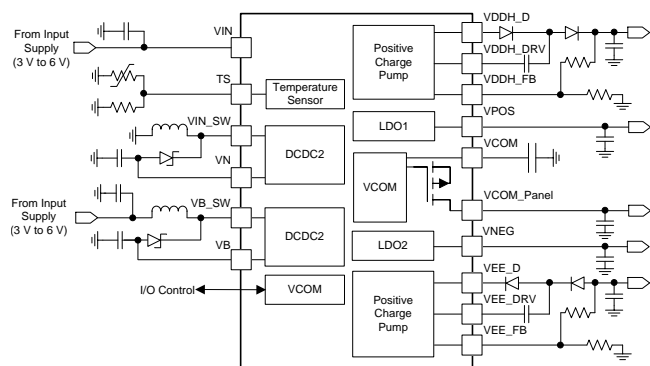 From Input
Supply
(3 V to 6 V)
VIN
TS
Temperature
Sensor
VIN_SW
VN
DCDC2
From Input
Supply
(3 V to 6 V)
VB_SW
VB
DCDC2
I/O Control
VCOM
Positive
Charge
Pump
VDDH_D
VDDH_DRV
VDDH_FB
LDO1
VPOS
VCOM
VCOM
VCOM_Panel
LDO2
VNEG
Positive
Charge
Pump
VEE_D
VEE_DRV
VEE_FB